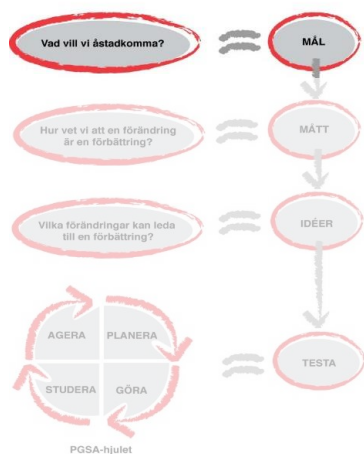 Vad vill vi åstadkomma?
MÅL
Hur vet vi att en förändring
är en förbättring?
MÅTT
Vilka förändringar kan leda
till en förbättring?
IDÉER
AGERA
PLANERA
STUDERA
GÖRA
TESTA
PGSA-hjulet